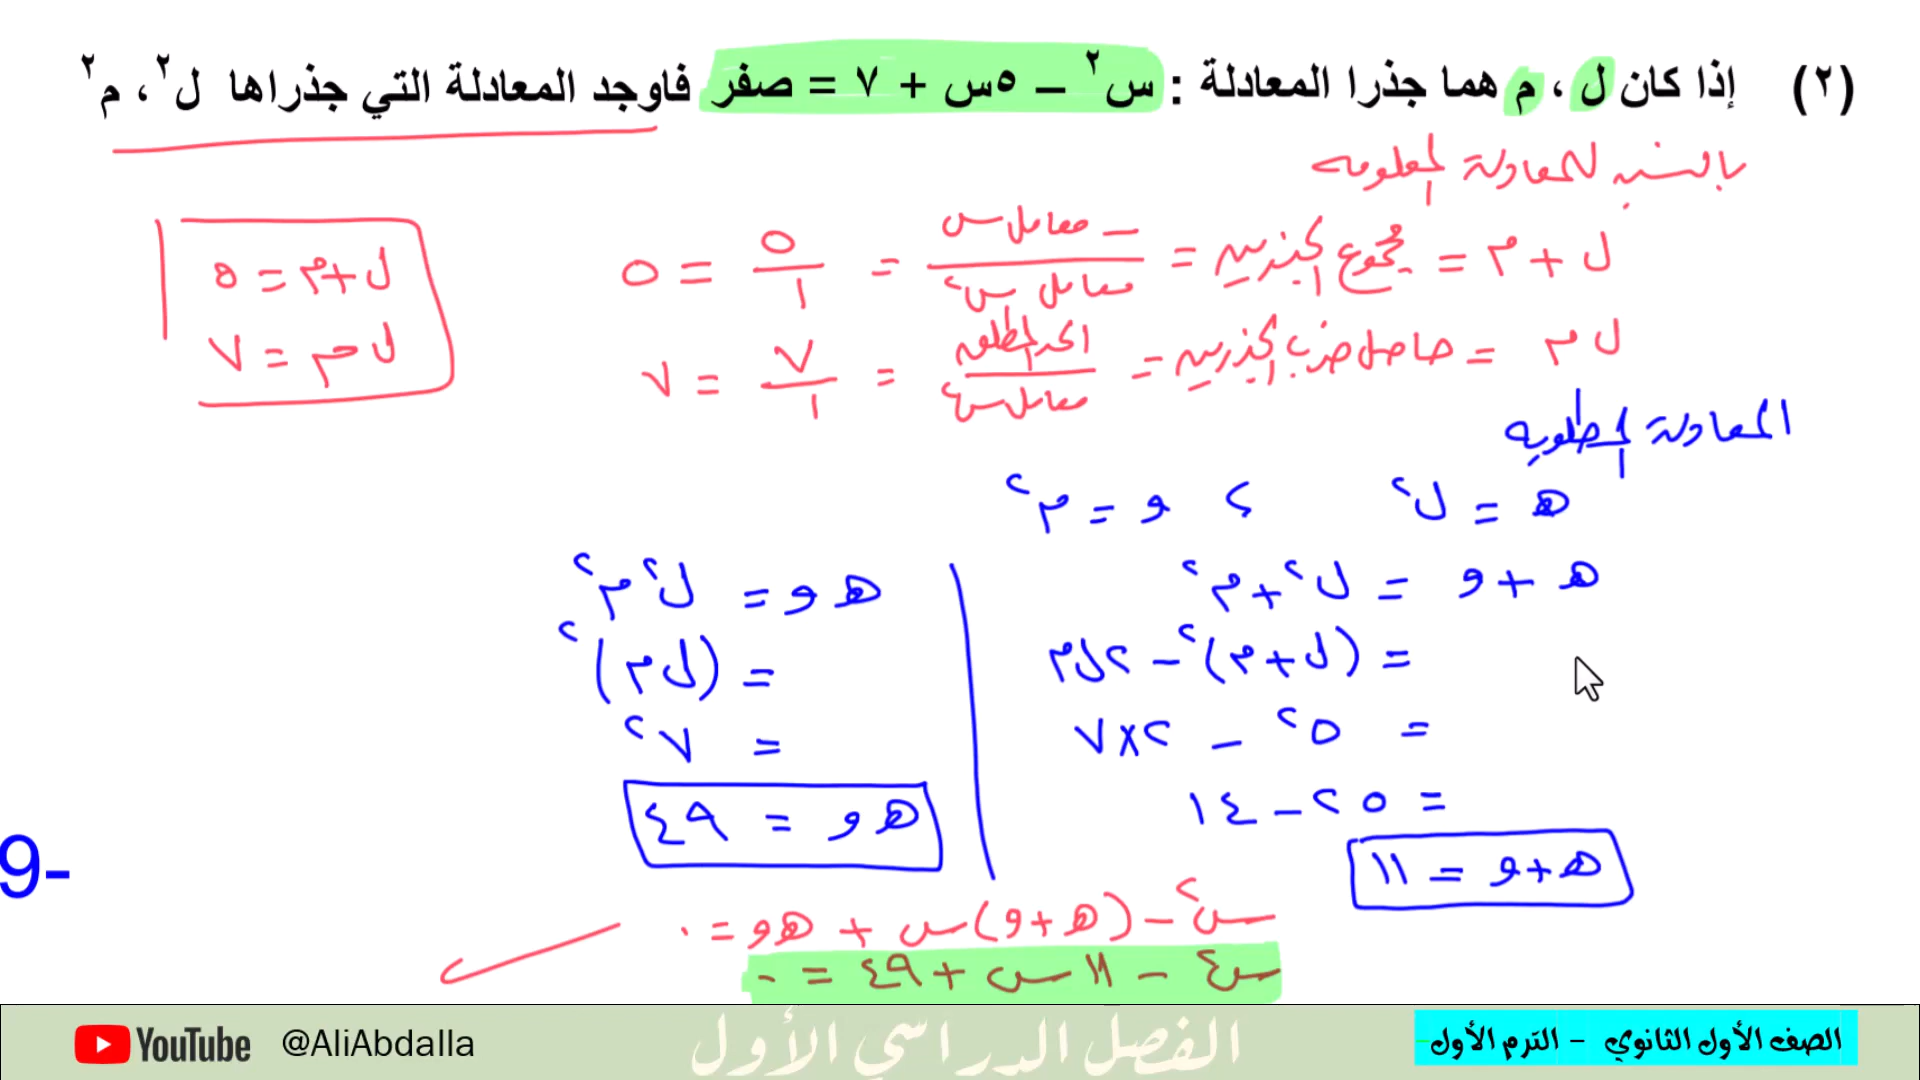 (٢) إذا كان ل ، م هما جذرا المعادلة : س٢ – ٥س + ٧ = صفر فاوجد المعادلة التي جذراها ل٢ ، م٢
بالنسبه للمعادلة المعلومه
ل + م = مجموع الجذرين = – معامل س / معامل س٢ = ٥ / ١ = ٥
ل م = حاصل ضرب الجذرين = الحد المطلق / معامل س٢ = ٧ / ١ = ٧
ل + م = ٥
ل م = ٧
المعادلة المطلوبه
هـ = ل٢ ، و = م٢
هـ + و = ل٢ + م٢
= (ل + م)٢ – ٢ ل م
= ٥٢ – ٢ × ٧
= ٢٥ – ١٤
هـ + و = ١١
هـ و = ل٢ م٢
= (ل م)٢
= ٧٢
هـ و = ٤٩
س٢ – (هـ + و) س + هـ و = ٠
س٢ – ١١ س + ٤٩ = ٠
9-
YouTube @AliAbdalla
الفصل الدراسي الأول
الصف الأول الثانوي – الترم الأول-